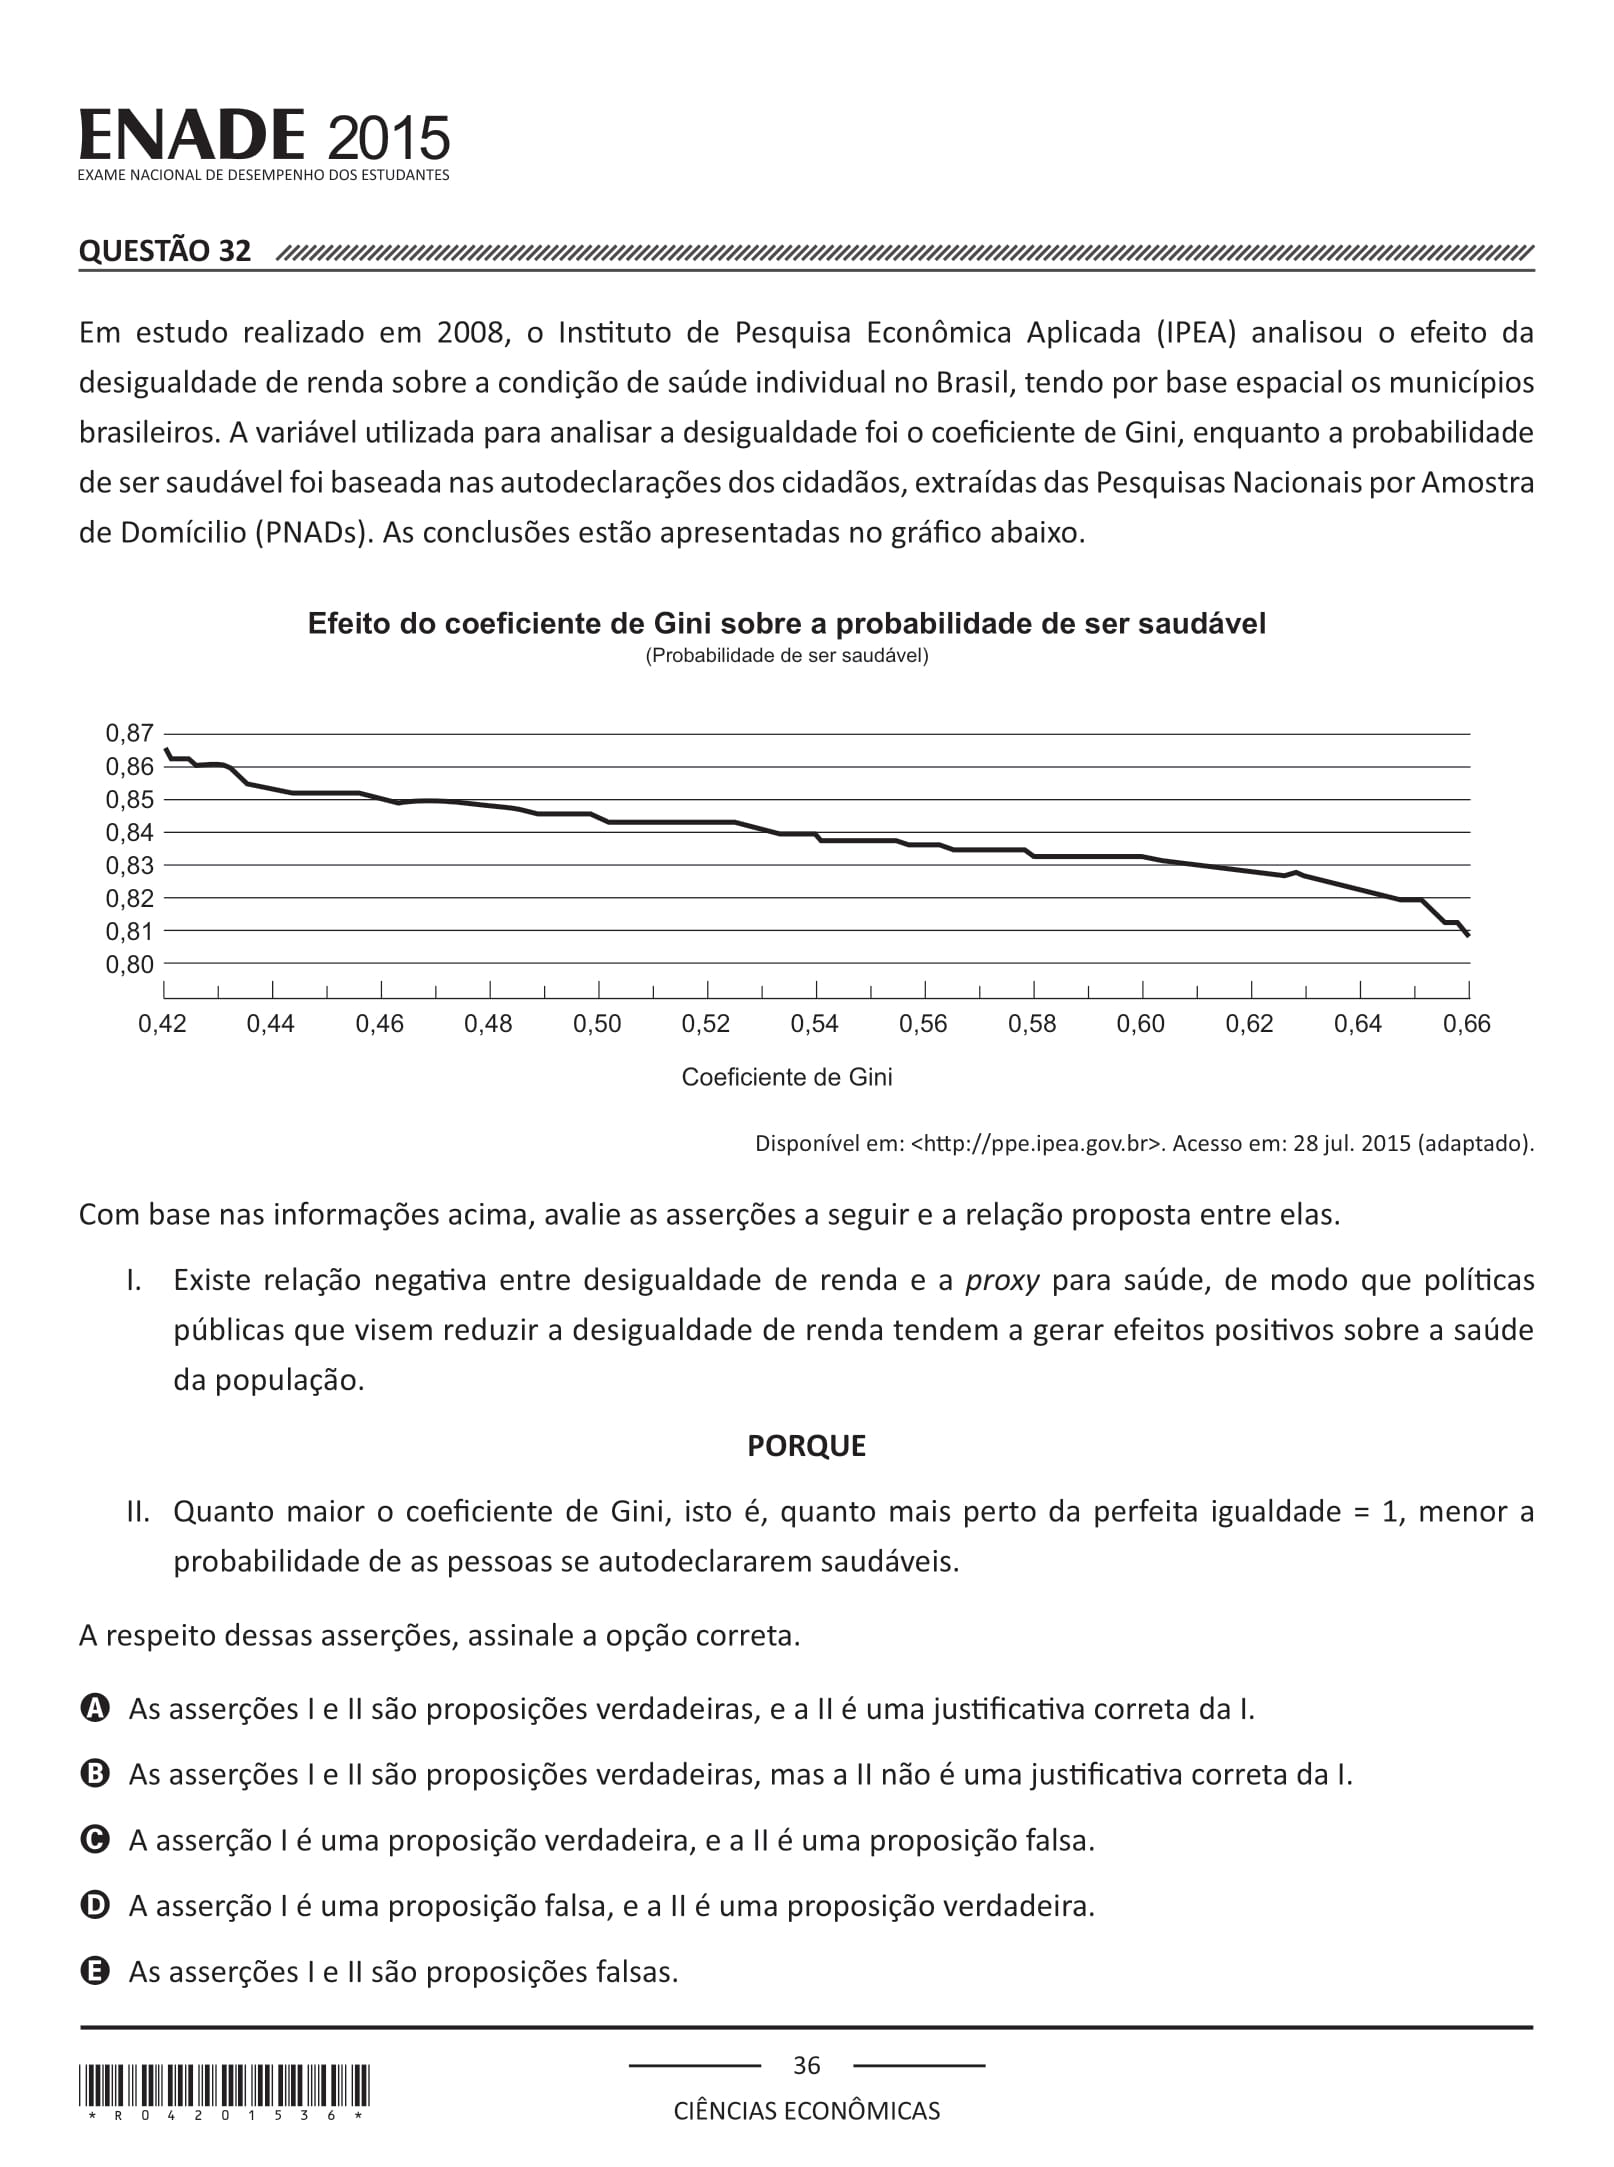 ENADE 2015
EXAME NACIONAL DE DESEMPENHO DOS ESTUDANTES
QUESTÃO 32
Em estudo realizado em 2008, o Instituto de Pesquisa Econômica Aplicada (IPEA) analisou o efeito da
desigualdade de renda sobre a condição de saúde individual no Brasil, tendo por base espacial os municípios
brasileiros. A variável utilizada para analisar a desigualdade foi o coeficiente de Gini, enquanto a probabilidade
de ser saudável foi baseada nas autodeclarações dos cidadãos, extraídas das Pesquisas Nacionais por Amostra
de Domícilio (PNADs). As conclusões estão apresentadas no gráfico abaixo.
Efeito do coeficiente de Gini sobre a probabilidade de ser saudável
(Probabilidade de ser saudável)
0,87
0,86
0,85
0,84
0,83
0,82
0,81
0,80
0,42 0,44 0,46 0,48 0,50 0,52 0,54 0,56 0,58 0,60 0,62 0,64 0,66
Coeficiente de Gini
Disponível em: <http://ppe.ipea.gov.br>. Acesso em: 28 jul. 2015 (adaptado).
Com base nas informações acima, avalie as asserções a seguir e a relação proposta entre elas.
I. Existe relação negativa entre desigualdade de renda e a proxy para saúde, de modo que políticas
públicas que visem reduzir a desigualdade de renda tendem a gerar efeitos positivos sobre a saúde
da população.
PORQUE
II. Quanto maior o coeficiente de Gini, isto é, quanto mais perto da perfeita igualdade = 1, menor a
probabilidade de as pessoas se autodeclararem saudáveis.
A respeito dessas asserções, assinale a opção correta.
A As asserções I e II são proposições verdadeiras, e a II é uma justificativa correta da I.
B As asserções I e II são proposições verdadeiras, mas a II não é uma justificativa correta da I.
C A asserção I é uma proposição verdadeira, e a II é uma proposição falsa.
D A asserção I é uma proposição falsa, e a II é uma proposição verdadeira.
E As asserções I e II são proposições falsas.
36
CIÊNCIAS ECONÔMICAS
* R 0 4 2 0 1 5 3 6 *